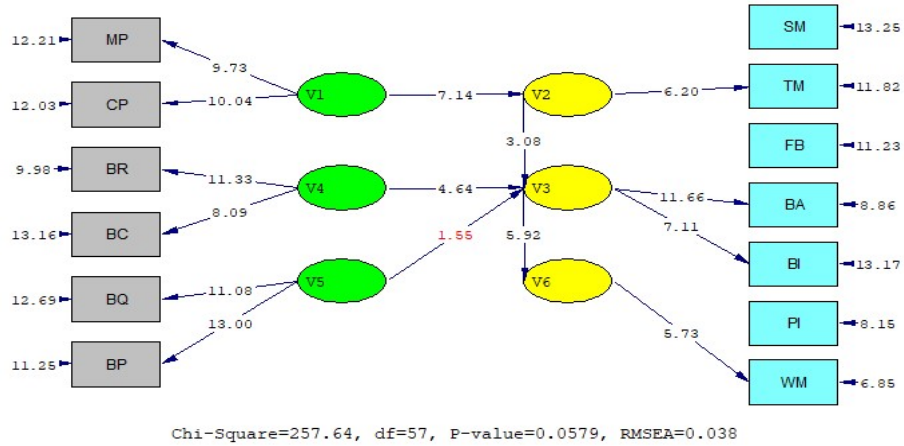 SM
13.25
12.21 MP
9.73
V1 7.14 V2 6.20 TM 11.82
12.03 CP 10.04
3.08
FB 11.23
9.98 BR
11.33
V4 4.64 V3
11.66 BA 8.86
8.09
7.11
13.16 BC
1.55 5.92
BI 13.17
12.69 BQ 11.08 V5 V6
13.00
PI 8.15
5.73
11.25 BP
WM 6.85
Chi-Square=257.64, df=57, P-value=0.0579, RMSEA=0.038